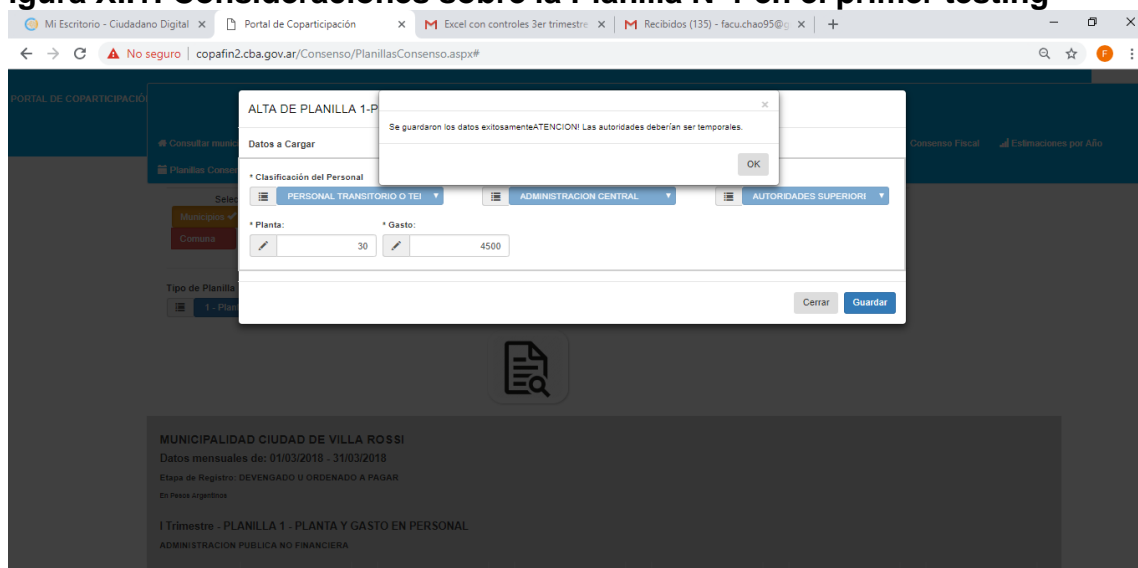 igura XII.1: Consideraciones sobre la Planilla N°1 en el primer testing
Mi Escritorio - Ciudadano Digital
Portal de Coparticipación
Excel con controles 3er trimestre
Recibidos (135) - facu.chao95@g
No seguro | copafin2.cba.gov.ar/Consenso/PlanillasConsenso.aspx#
PORTAL DE COPARTICIPACIÓ
Consultar munic
Consenso Fiscal
Estimaciones por Año
Planillas Consen
ALTA DE PLANILLA 1-P
Se guardaron los datos exitosamenteATENCION! Las autoridades deberían ser temporales.
OK
Datos a Cargar
* Clasificación del Personal
PERSONAL TRANSITORIO O TEI
ADMINISTRACION CENTRAL
AUTORIDADES SUPERIORI
* Planta:
* Gasto:
30
4500
Cerrar
Guardar
Selec
Municipios
Comuna
Tipo de Planilla
1 - Plan
MUNICIPALIDAD CIUDAD DE VILLA ROSSI
Datos mensuales de: 01/03/2018 - 31/03/2018
Etapa de Registro: DEVENGADO U ORDENADO A PAGAR
En Pesos Argentinos
I Trimestre - PLANILLA 1 - PLANTA Y GASTO EN PERSONAL
ADMINISTRACION PUBLICA NO FINANCIERA